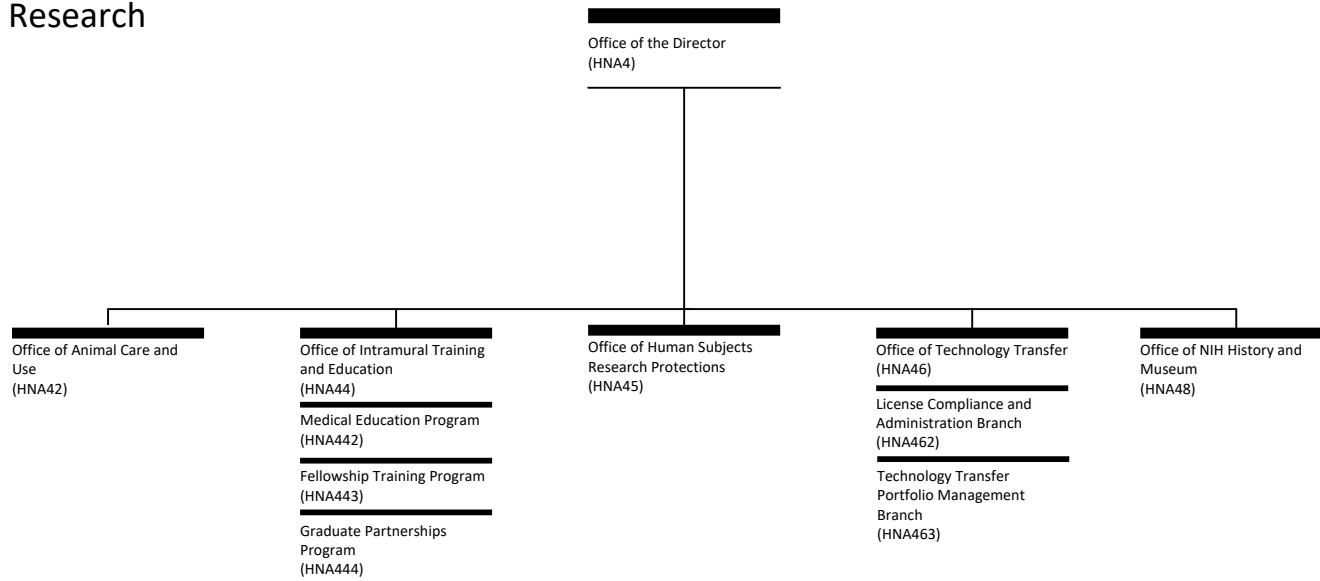 Research
Office of the Director
(HNA4)
Office of Animal Care and
Use
(HNA42)
Office of Intramural Training
and Education
(HNA44)
Medical Education Program
(HNA442)
Fellowship Training Program
(HNA443)
Graduate Partnerships
Program
(HNA444)
Office of Human Subjects
Research Protections
(HNA45)
Office of Technology Transfer
(HNA46)
License Compliance and
Administration Branch
(HNA462)
Technology Transfer
Portfolio Management
Branch
(HNA463)
Office of NIH History and
Museum
(HNA48)